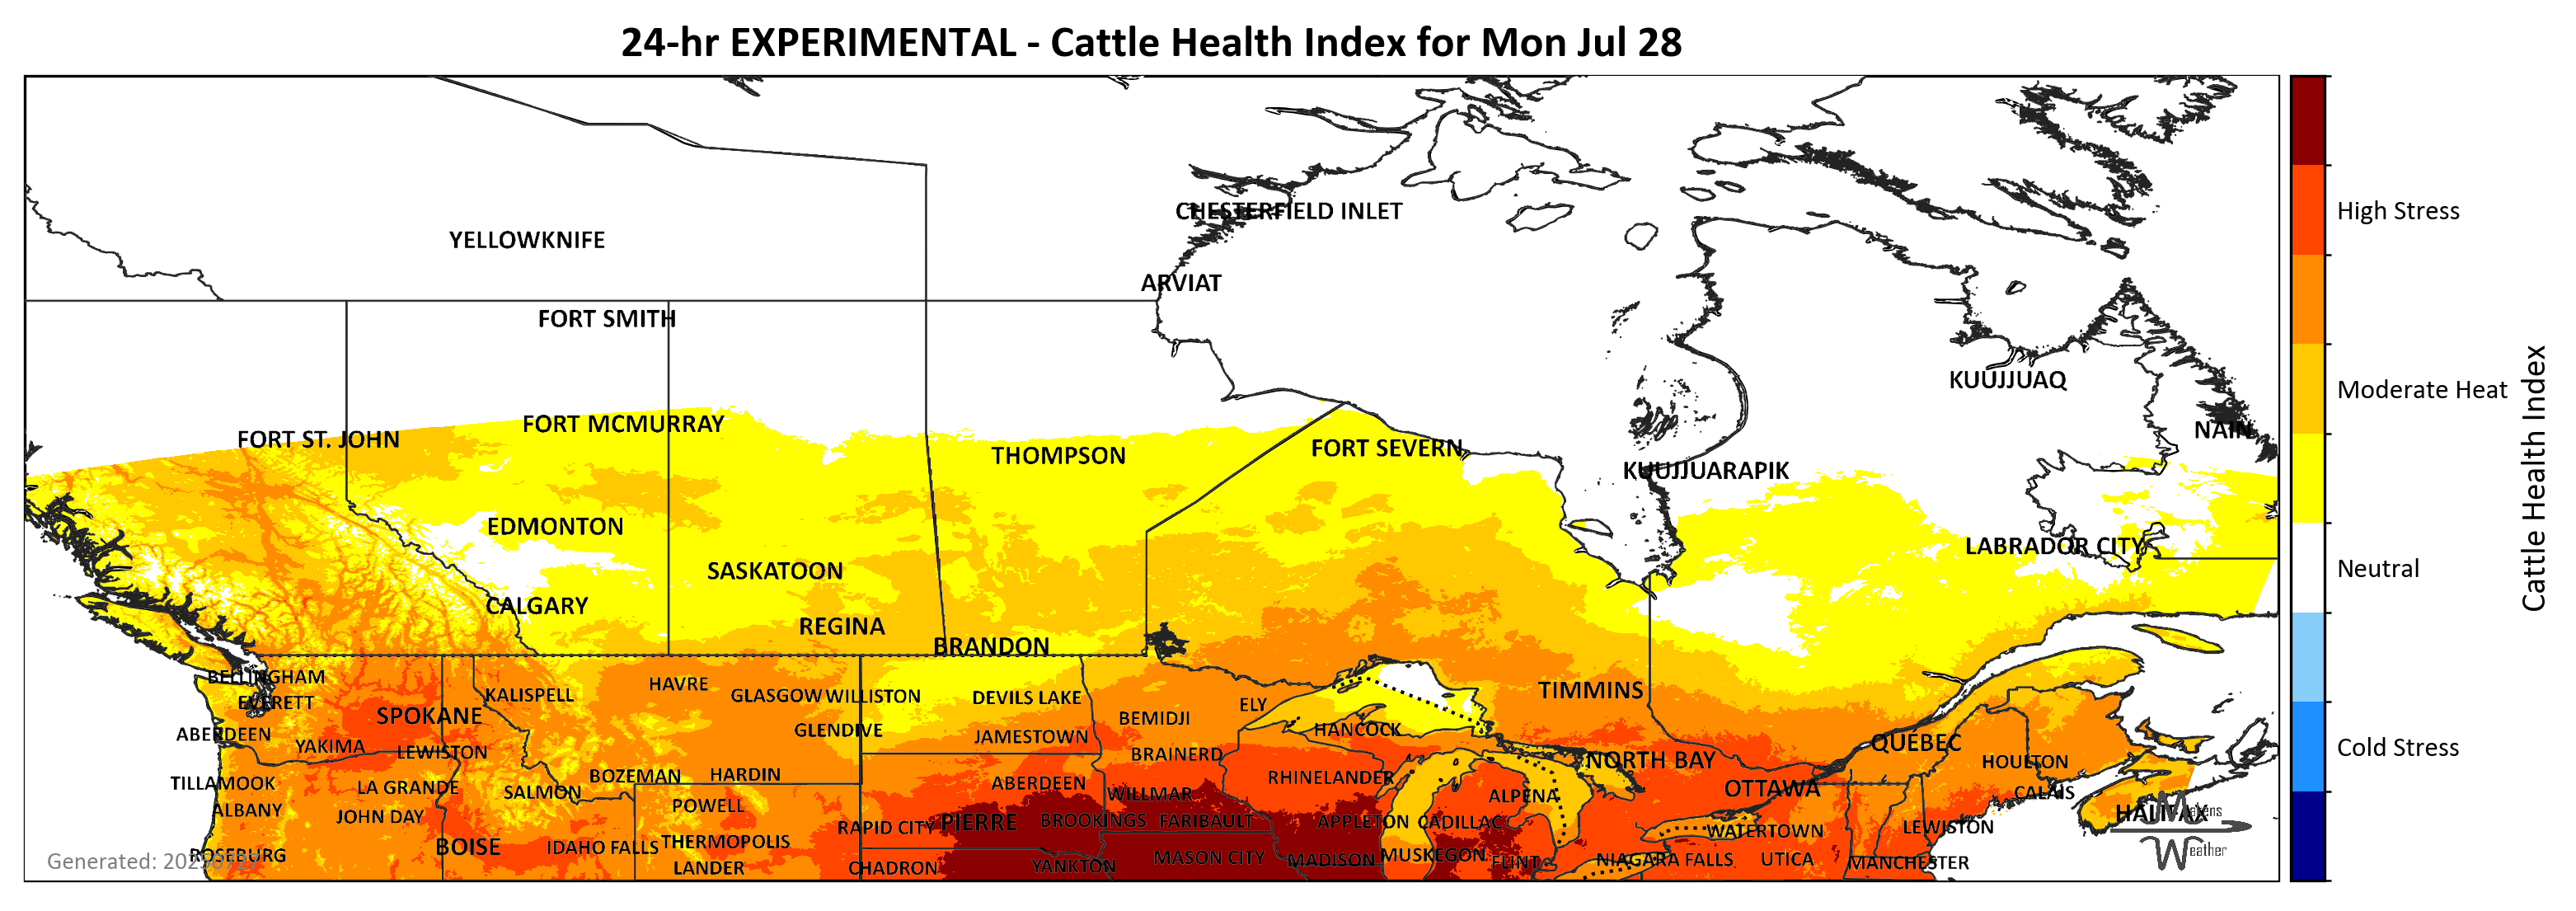 24-hr EXPERIMENTAL - Cattle Health Index for Mon Jul 28
CHESTERFIELD INLET
YELLOWKNIFE
ARVIAT
FORT SMITH
KUUJJUAQ
FORT MCMURRAY
NAIN
FORT ST. JOHN
FORT SEVERN
THOMPSON
KUUJJUARAPIK
EDMONTON
LABRADOR CITY
SASKATOON
CALGARY
REGINA
BRANDON
BELLINGHAM
HAVRE
KALISPELL
GLASGOW WILLISTON
DEVILS LAKE
TIMMINS
EVERETT
ELY
SPOKANE
BEMIDJI
GLENDIVE
HANCOCK
ABERDEEN
JAMESTOWN
QUEBEC
YAKIMA
LEWISTON
BRAINERD
NORTH BAY
HOULTON
BOZEMAN
HARDIN
RHINELANDER
TILLAMOOK
LA GRANDE
ABERDEEN
OTTAWA
SALMON
WILLMAR
ALPENA
CALAIS
POWELL
ALBANY
JOHN DAY
HALIFAX
RAPID CITY
PIERRE
BROOKINGS
FARIBAULT
APPLETON
CADILLAC
LEWISTON
WATERTOWN
THERMOPOLIS
BOISE
IDAHO FALLS
ROSEBURG
MASON CITY
MADISON
MUSKEGON
FLINT
NIAGARA FALLS
UTICA
MANCHESTER
LANDER
CHADRON
YANKTON
Makens
Weather
High Stress
Moderate Heat
Neutral
Cold Stress
Cattle Health Index
Generated: 20250727